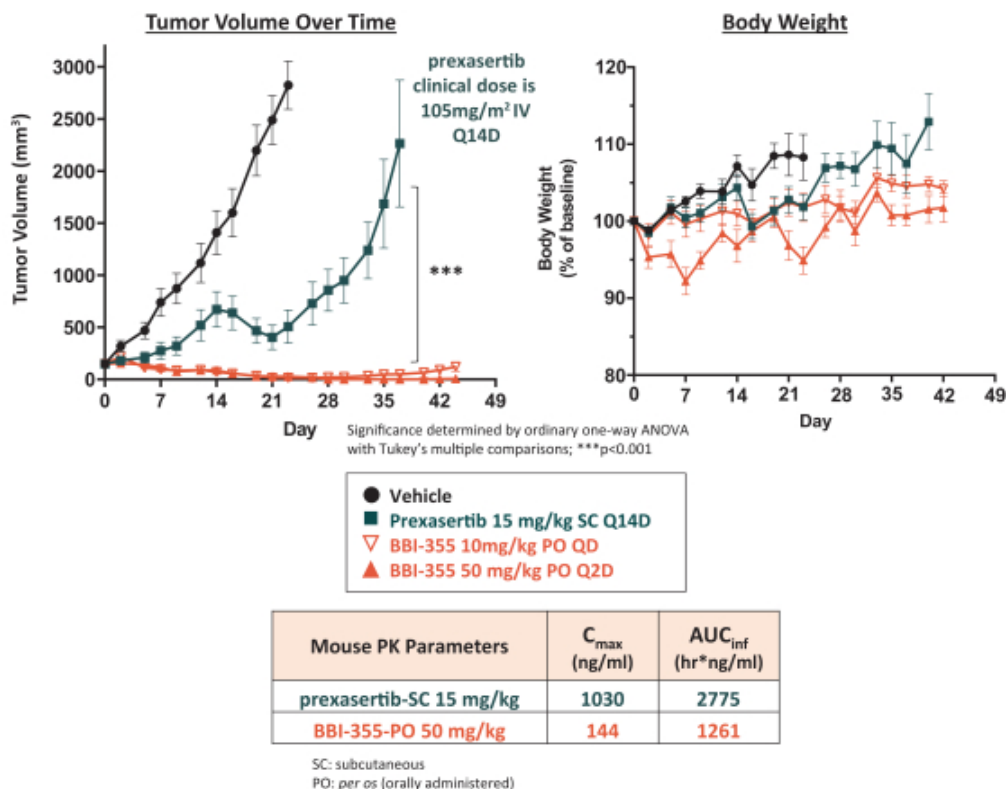 Tumor Volume Over Time
Body Weight
prexasertib
clinical dose is
105mg/m² IV
Q14D
Tumor Volume (mm³)
3000
2500
2000
1500
1000
500
0
***
0 7 14 21 28 35 42 49
Day
Body Weight
(% of baseline)
120
110
100
90
80
0 7 14 21 28 35 42 49
Day
Significance determined by ordinary one-way ANOVA
with Tukey's multiple comparisons; ***p<0.001
Vehicle
Prexasertib 15 mg/kg SC Q14D
BBI-355 10mg/kg PO QD
BBI-355 50 mg/kg PO Q2D
Mouse PK Parameters Cmax (ng/ml) AUCinf (hr*ng/ml)
prexasertib-SC 15 mg/kg 1030 2775
BBI-355-PO 50 mg/kg 144 1261
SC: subcutaneous
PO: per os (orally administered)